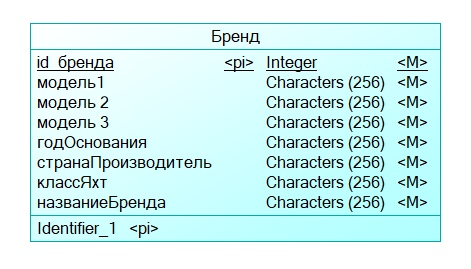 Бренд
id_бренда <pi> Integer <M>
модель1 Characters (256) <M>
модель 2 Characters (256) <M>
модель 3 Characters (256) <M>
годОснования Characters (256) <M>
странаПроизводитель Characters (256) <M>
классЯхт Characters (256) <M>
названиеБренда Characters (256) <M>
Identifier_1 <pi>